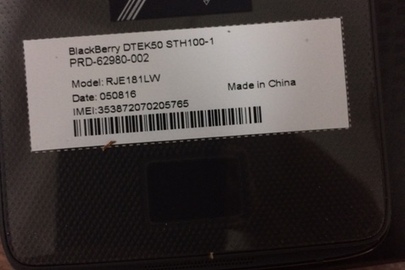 BlackBerry DTEK50 STH100-1
PRD-62980-002
Model: RJE181LW
Date: 050816
Made in China
IMEI:353872070205765